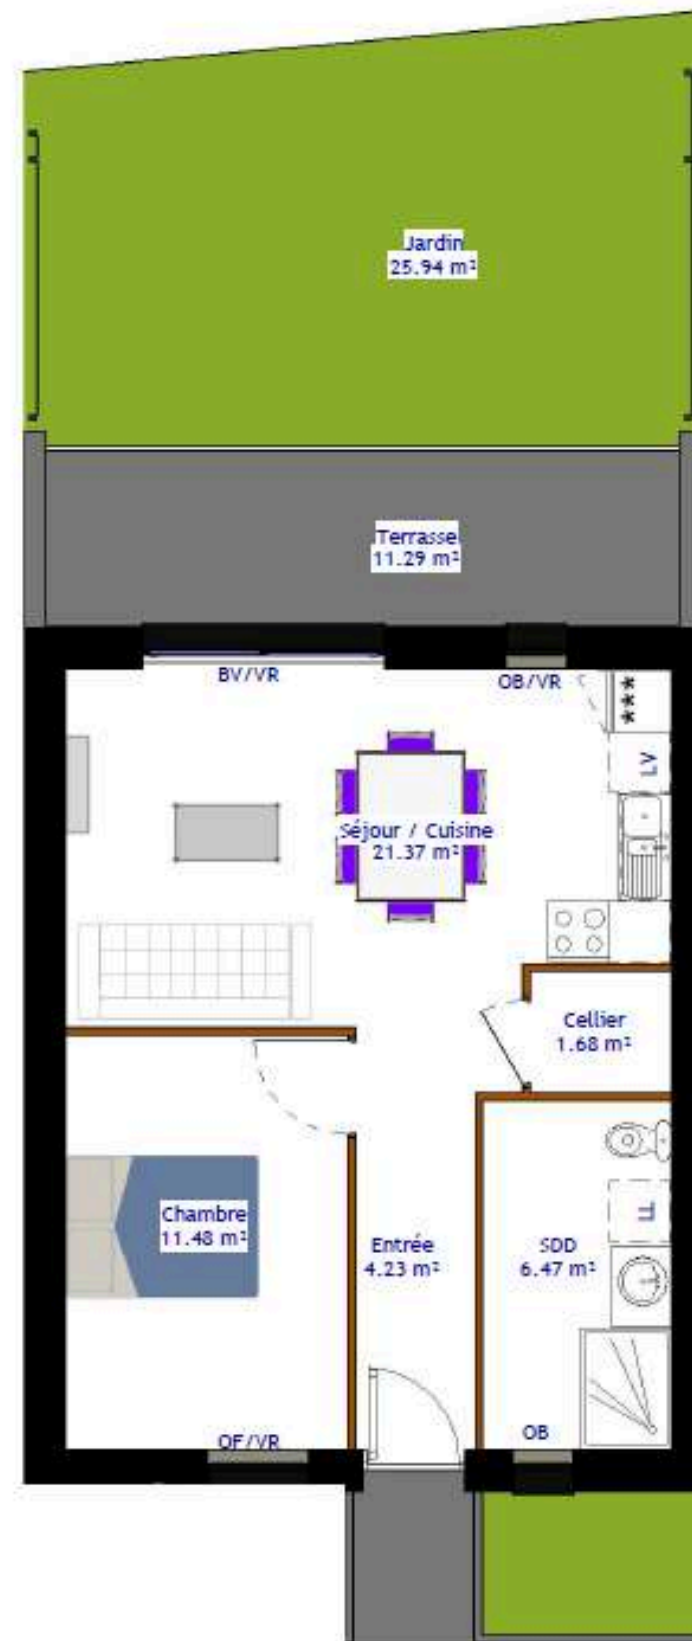 Jardin
25.94 m²
Terrasse
11.29 m²
BV/VR
OB/VR
***
LV
Séjour / Cuisine
21.37 m²
Cellier
1.68 m²
Chambre
11.48 m²
Entrée
4.23 m²
SDD
6.47 m²
LL
OF/VR
OB